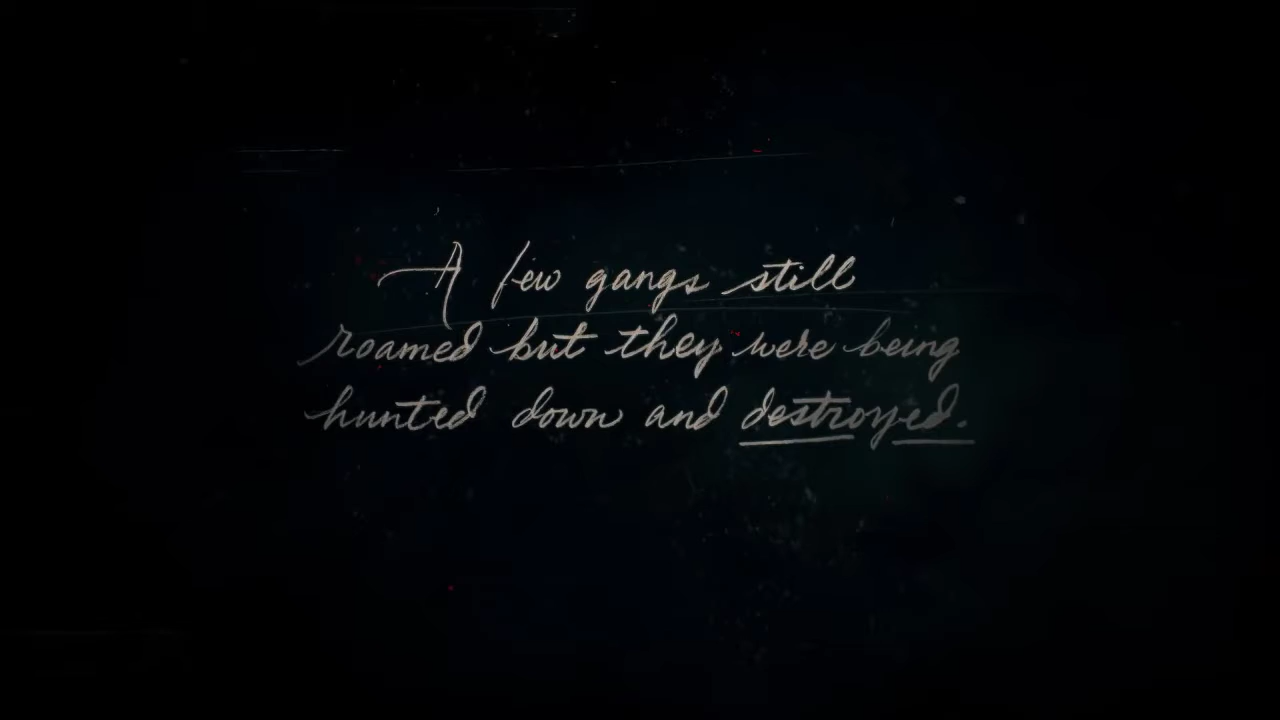 A few gangs still
roamed but they were being
hunted down and destroyed.